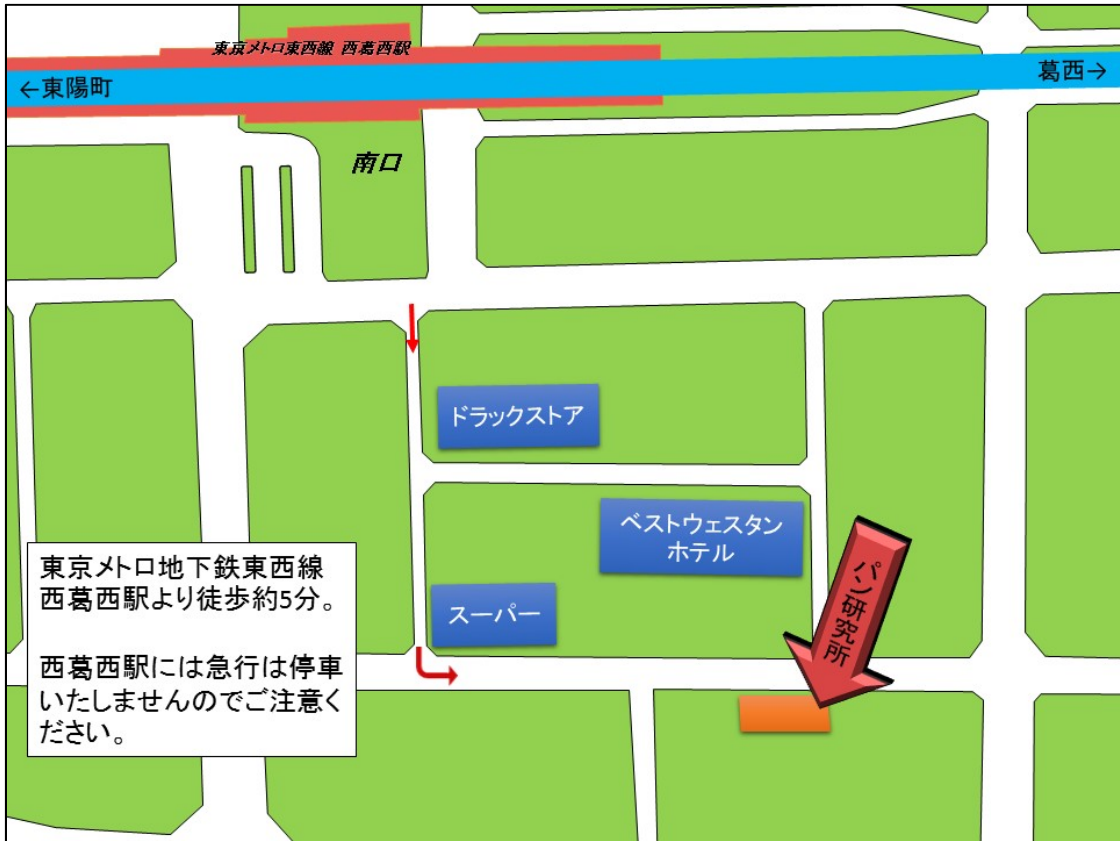 東京メトロ東西線 西葛西駅
←東陽町
葛西→
南口
ドラックストア
ベストウェスタン
ホテル
スーパー
パン研究所
東京メトロ地下鉄東西線
西葛西駅より徒歩約5分。
西葛西駅には急行は停車
いたしませんのでご注意く
ださい。